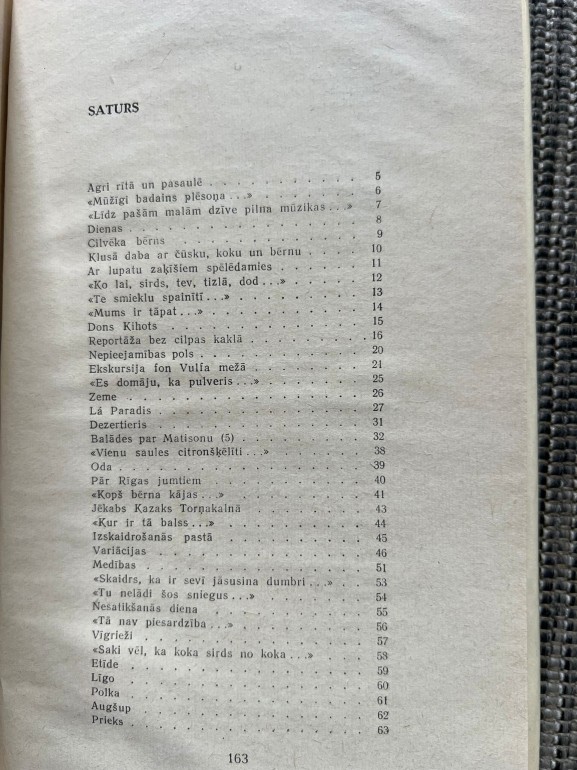 SATURS
Agri rītā un pasaulē . . . . . . . . . . 5
«Mūžīgi badains plēsoņa . . .» . . . . . . . 6
«Līdz pašām malām dzīve pilna mūzikas . . .» . . 7
Dienas . . . . . . . . . . . . . . 8
Cilvēka bērns . . . . . . . . . . . . 9
Klusā daba ar čūsku, koku un bērnu . . . . . 10
Ar lupatu zaķīšiem spēlēdamies . . . . . . . 11
«Ko lai, sirds, tev, tizlā, dod . . .» . . . . . . 12
«Te smieklu spalnītī . . .» . . . . . . . . . 13
«Mums ir tāpat . . .» . . . . . . . . . . 14
Dons Kihots . . . . . . . . . . . . . 15
Reportāža bez cilpas kaklā . . . . . . . . 16
Nepieejamības pols . . . . . . . . . . . 20
Ekskursija fon Vulfa mežā . . . . . . . . 21
«Es domāju, ka pulveris . . .» . . . . . . . . 25
Zeme . . . . . . . . . . . . . . . 26
Lā Paradis . . . . . . . . . . . . . 27
Dezertieris . . . . . . . . . . . . . 31
Balādes par Matisonu (5) . . . . . . . . . 32
«Vienu saules citronšķēlīti . . .» . . . . . . . 38
Oda . . . . . . . . . . . . . . . 39
Pār Rīgas jumtiem . . . . . . . . . . . 40
«Kopš bērna kājas . . .» . . . . . . . . . 41
Jēkabs Kazaks Torņakalnā . . . . . . . . 43
«Kur ir tā balss . . .» . . . . . . . . . . 44
Izskaidrošanās pastā . . . . . . . . . . 45
Variācijas . . . . . . . . . . . . . 46
Medības . . . . . . . . . . . . . . 51
«Skaidrs, ka ir sevī jāsusina dumbri . . .» . . . 53
«Tu nelādi šos sniegus . . .» . . . . . . . . 54
Nesatikšanās diena . . . . . . . . . . . 55
«Tā nav piesardzība . . .» . . . . . . . . . 56
Vīgrieži . . . . . . . . . . . . . . 57
«Saki vēl, ka koka sirds no koka . . .» . . . . 58
Etīde . . . . . . . . . . . . . . . 59
Līgo . . . . . . . . . . . . . . . 60
Polka . . . . . . . . . . . . . . . 61
Augšup . . . . . . . . . . . . . . 62
Prieks . . . . . . . . . . . . . . 63
163